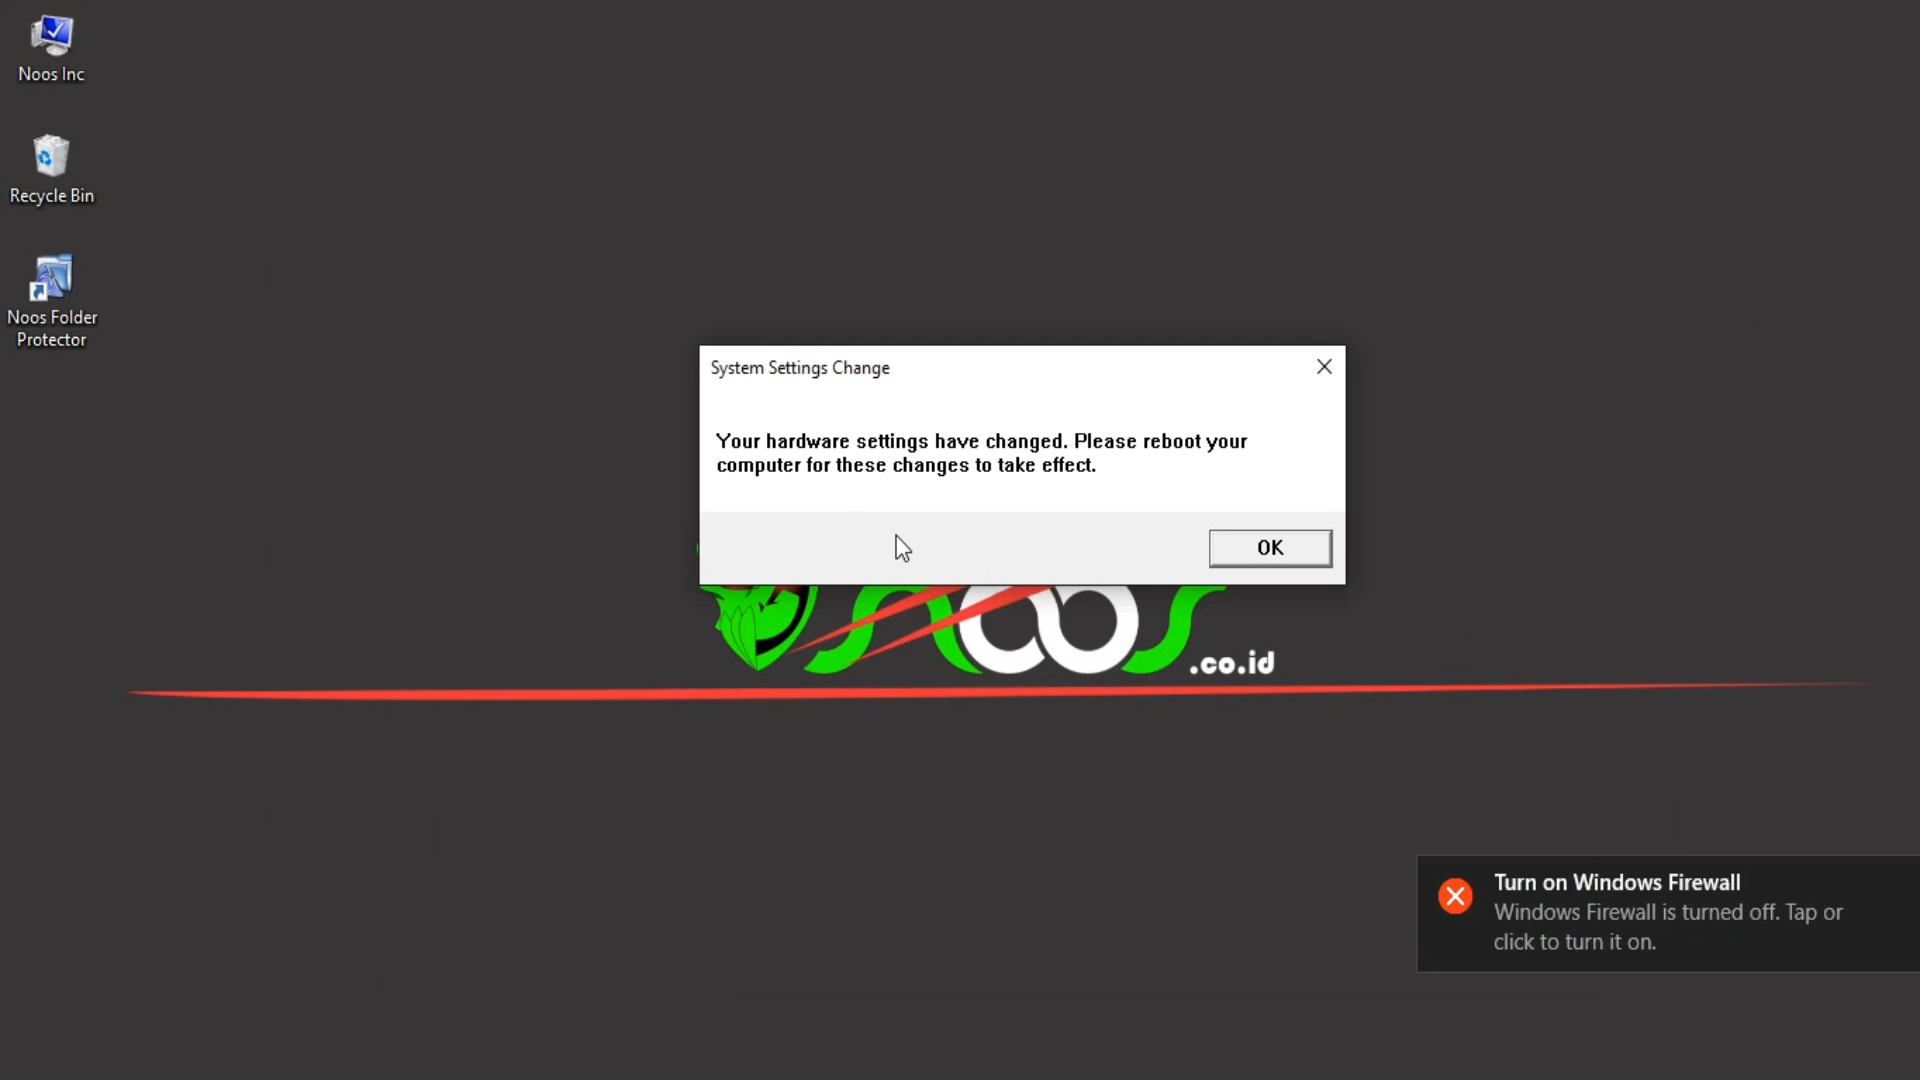 Noos Inc
Recycle Bin
Noos Folder
Protector
System Settings Change
Your hardware settings have changed. Please reboot your
computer for these changes to take effect.
OK
noos
.co.id
Turn on Windows Firewall
Windows Firewall is turned off. Tap or
click to turn it on.